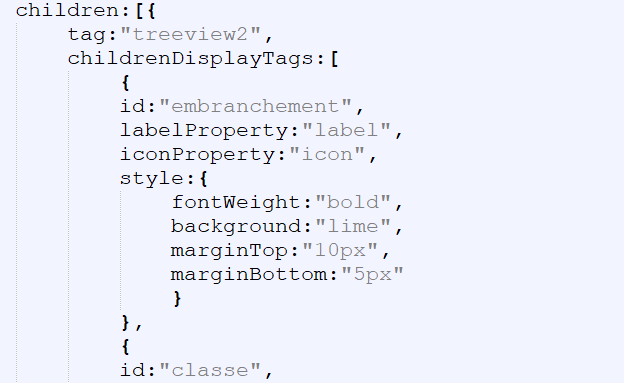 children:[{
tag:"treeview2",
childrenDisplayTags:[
{
id:"embranchement",
labelProperty:"label",
iconProperty:"icon",
style:{
fontWeight:"bold",
background:"lime",
marginTop:"10px",
marginBottom:"5px"
}
},
{
id:"classe",